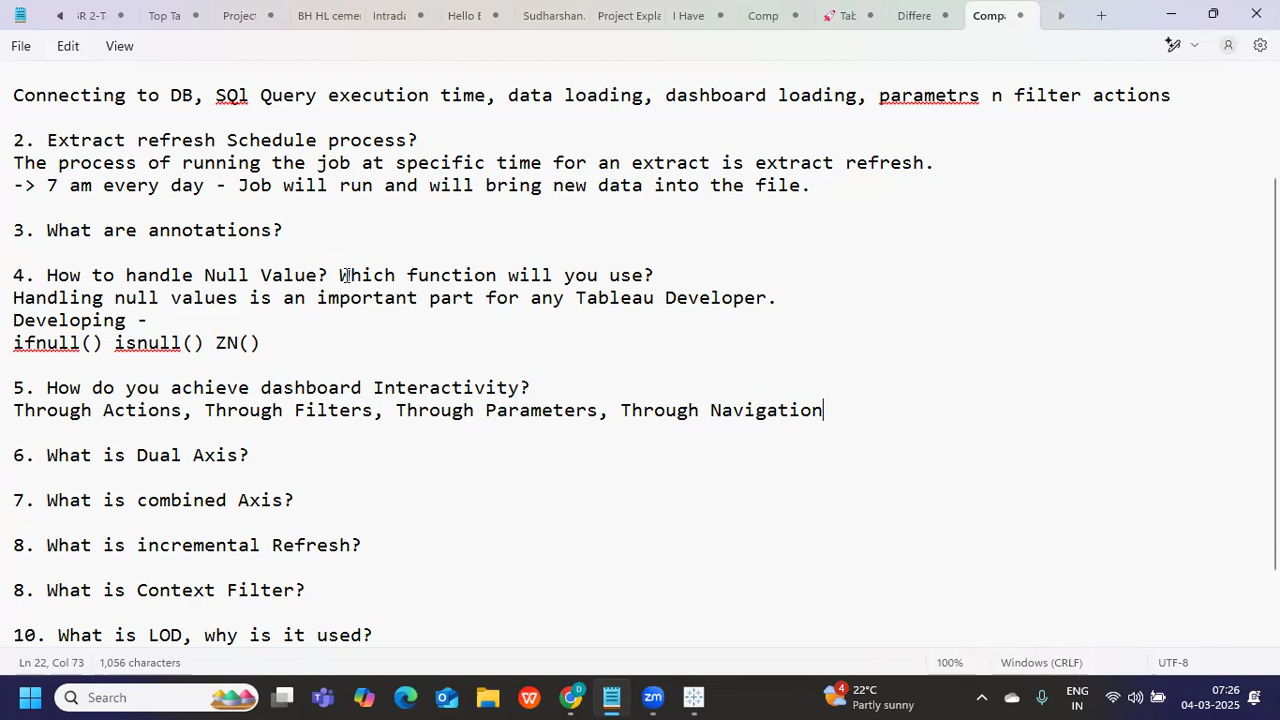 SR 2-T
Top Ta
Project
BH HL cemer
Intrada
Hello E
Sudharshan.
Project Expla
I Have
Comp
🚀 Tab
Differe
Compa
File
Edit
View
Connecting to DB, SQl Query execution time, data loading, dashboard loading, parametrs n filter actions
2. Extract refresh Schedule process?
The process of running the job at specific time for an extract is extract refresh.
-> 7 am every day - Job will run and will bring new data into the file.
3. What are annotations?
4. How to handle Null Value? Which function will you use?
Handling null values is an important part for any Tableau Developer.
Developing -
ifnull() isnull() ZN()
5. How do you achieve dashboard Interactivity?
Through Actions, Through Filters, Through Parameters, Through Navigation
6. What is Dual Axis?
7. What is combined Axis?
8. What is incremental Refresh?
8. What is Context Filter?
10. What is LOD, why is it used?
Ln 22, Col 73
1,056 characters
100%
Windows (CRLF)
UTF-8
Search
4
22°C
Partly sunny
ENG
IN
07:26
04-03-2025